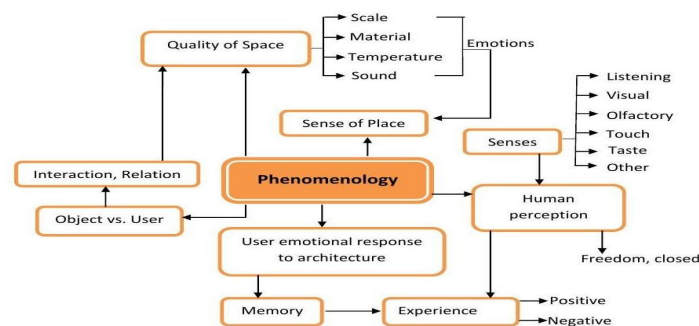 Scale
Quality of Space
Material
Emotions
Temperature
Sound
Listening
Visual
Olfactory
Sense of Place
Senses
Touch
Taste
Other
Interaction, Relation
Phenomenology
Human
perception
Object vs. User
User emotional response
to architecture
Freedom, closed
Memory
Experience
Positive
Negative